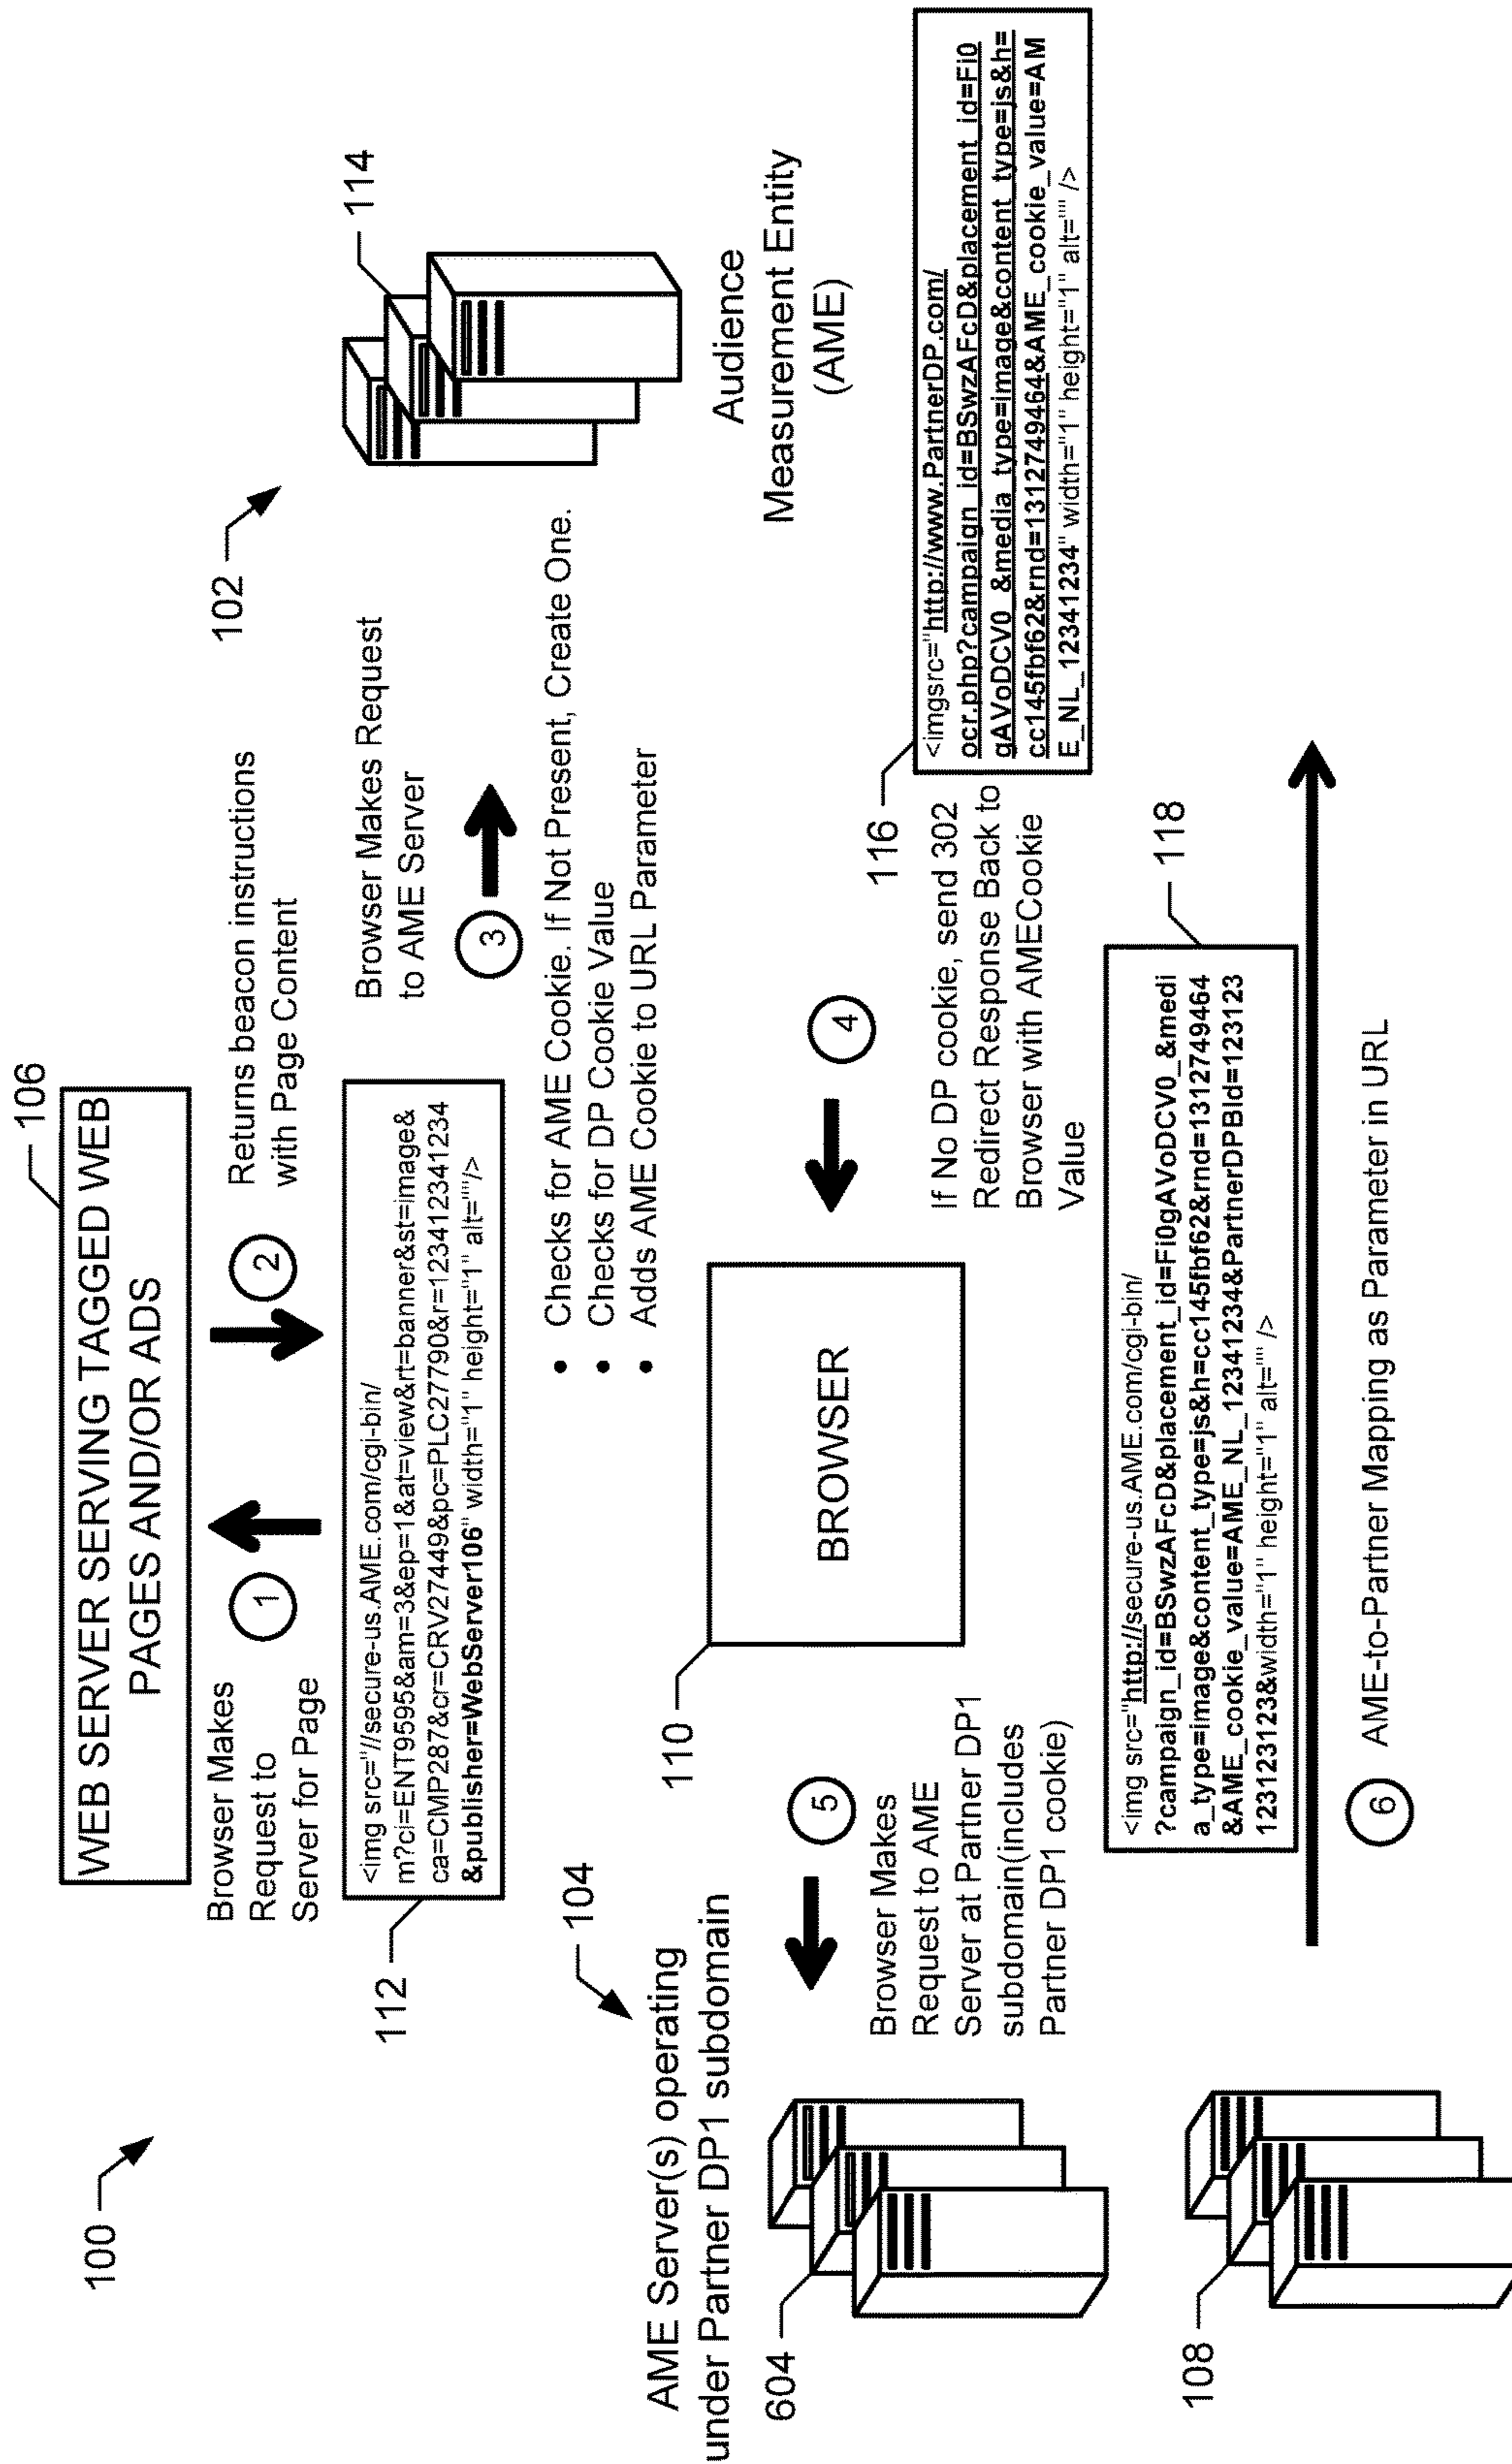 100
106
WEB SERVER SERVING TAGGED WEB
PAGES AND/OR ADS
Browser Makes
Request to
Server for Page
1
2
Returns beacon instructions
with Page Content
112
<img src="//secure-us.AME.com/cgi-bin/
m?ci=ENT9595&am=3&ep=1&at=view&rt=banner&st=image&
ca=CMP287&cr=CRV27449&pc=PLC27790&r=12341234​1234
&publisher=WebServer106" width="1" height="1" alt=""/>
102
Browser Makes Request
to AME Server
3
114
Audience
Measurement Entity
(AME)
• Checks for AME Cookie. If Not Present, Create One.
• Checks for DP Cookie Value
• Adds AME Cookie to URL Parameter
104
AME Server(s) operating
under Partner DP1 subdomain
604
5
Browser Makes
Request to AME
Server at Partner DP1
subdomain(includes
Partner DP1 cookie)
110
BROWSER
4
If No DP cookie, send 302
Redirect Response Back to
Browser with AMECookie
Value
116
<imgsrc="http://www.PartnerDP.com/
ocr.php?campaign_id=BSwzAFcD&placement_id=Fi0
gAVoDCV0_&media_type=image&content_type=js&h=
cc145fbf62&rnd=1312749464&AME_cookie_value=AM
E_NL_12341234" width="1" height="1" alt="" />
118
<img src="http://secure-us.AME.com/cgi-bin/
?campaign_id=BSwzAFcD&placement_id=Fi0gAVoDCV0_&medi
a_type=image&content_type=js&h=cc145fbf62&rnd=1312749464
&AME_cookie_value=AME_NL_12341234&PartnerDPBId=123123
123123123&width="1" height="1" alt="" />
108
6
AME-to-Partner Mapping as Parameter in URL